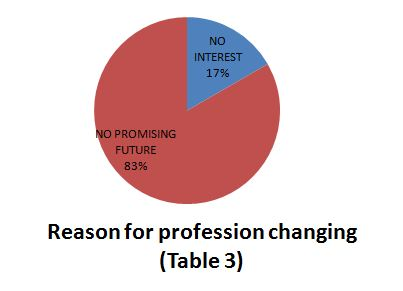 NO
INTEREST
17%
NO PROMISING
FUTURE
83%
Reason for profession changing
(Table 3)